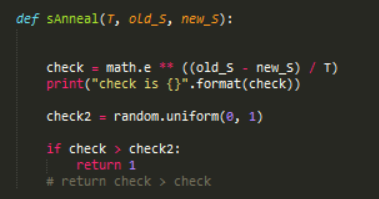 def sAnneal(T, old_S, new_S):
check = math.e ** ((old_S - new_S) / T)
print("check is {}".format(check))
check2 = random.uniform(0, 1)
if check > check2:
return 1
# return check > check